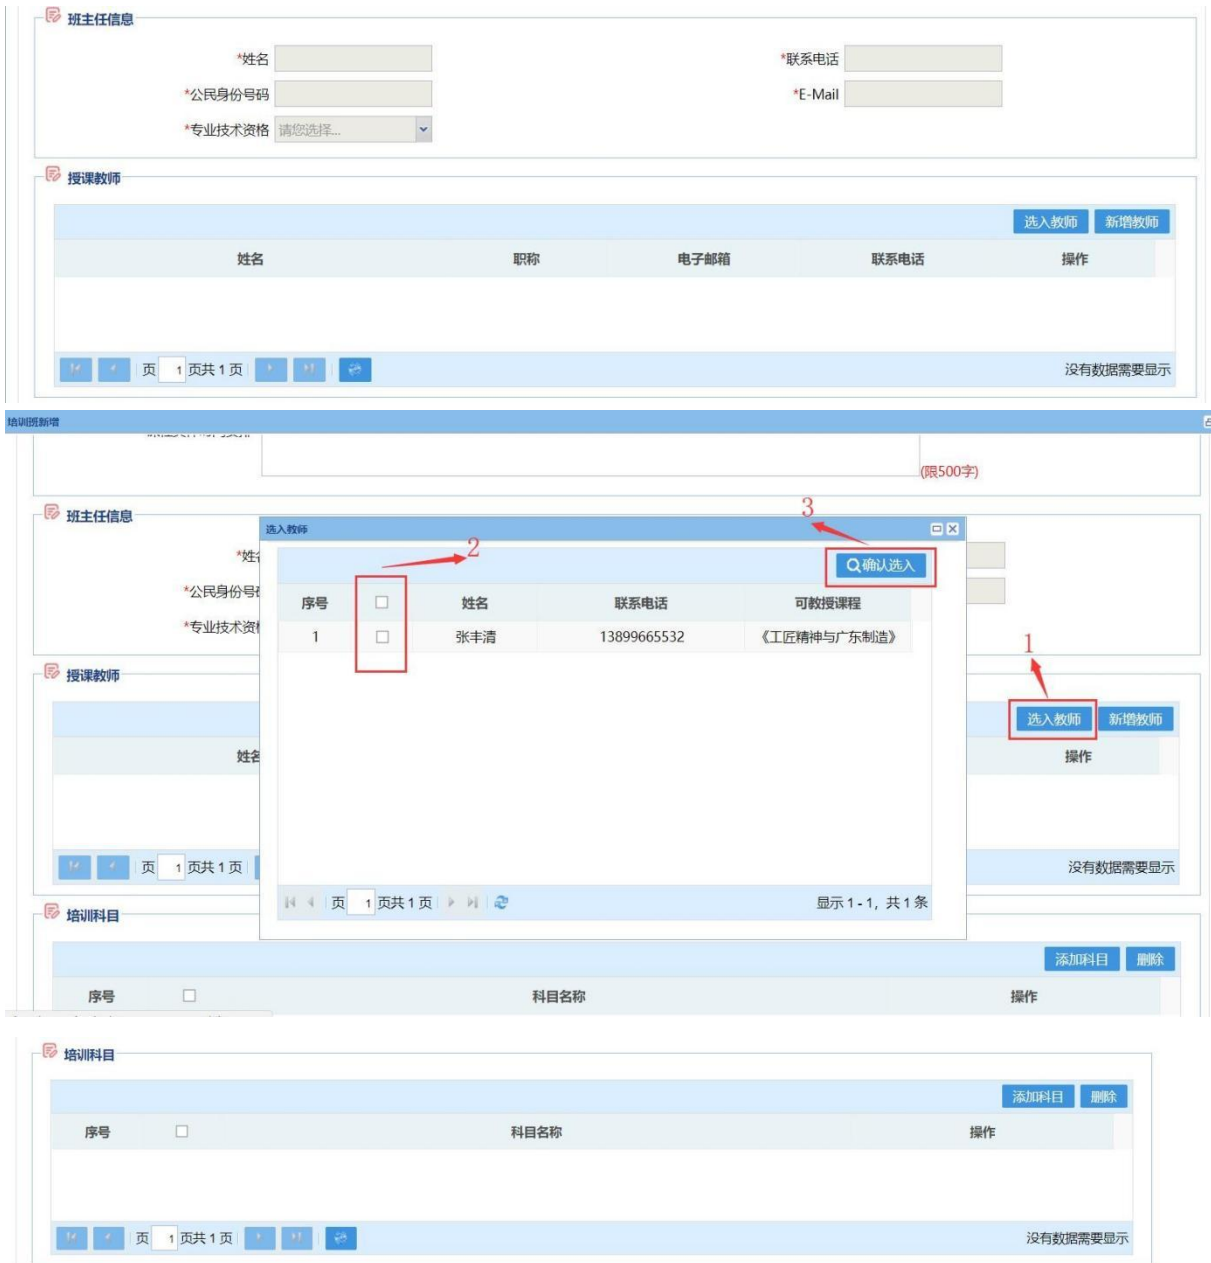 班主任信息
*姓名 *联系电话
*公民身份号码 *E-Mail
*专业技术资格 请您选择...
授课教师
选入教师 新增教师
姓名 职称 电子邮箱 联系电话 操作
页 1 页共 1 页 没有数据需要显示
培训班新增
(限500字)
班主任信息
3
选入教师
2
*姓
确认选入
*公民身份号
序号 姓名 联系电话 可教授课程
*专业技术资
1 张丰清 13899665532 《工匠精神与广东制造》
1
授课教师
选入教师 新增教师
姓名 操作
页 1 页共 1 页 没有数据需要显示
页 1 页共 1 页 显示 1 - 1, 共 1 条
培训科目
添加科目 删除
序号 科目名称 操作
培训科目
添加科目 删除
序号 科目名称 操作
页 1 页共 1 页 没有数据需要显示